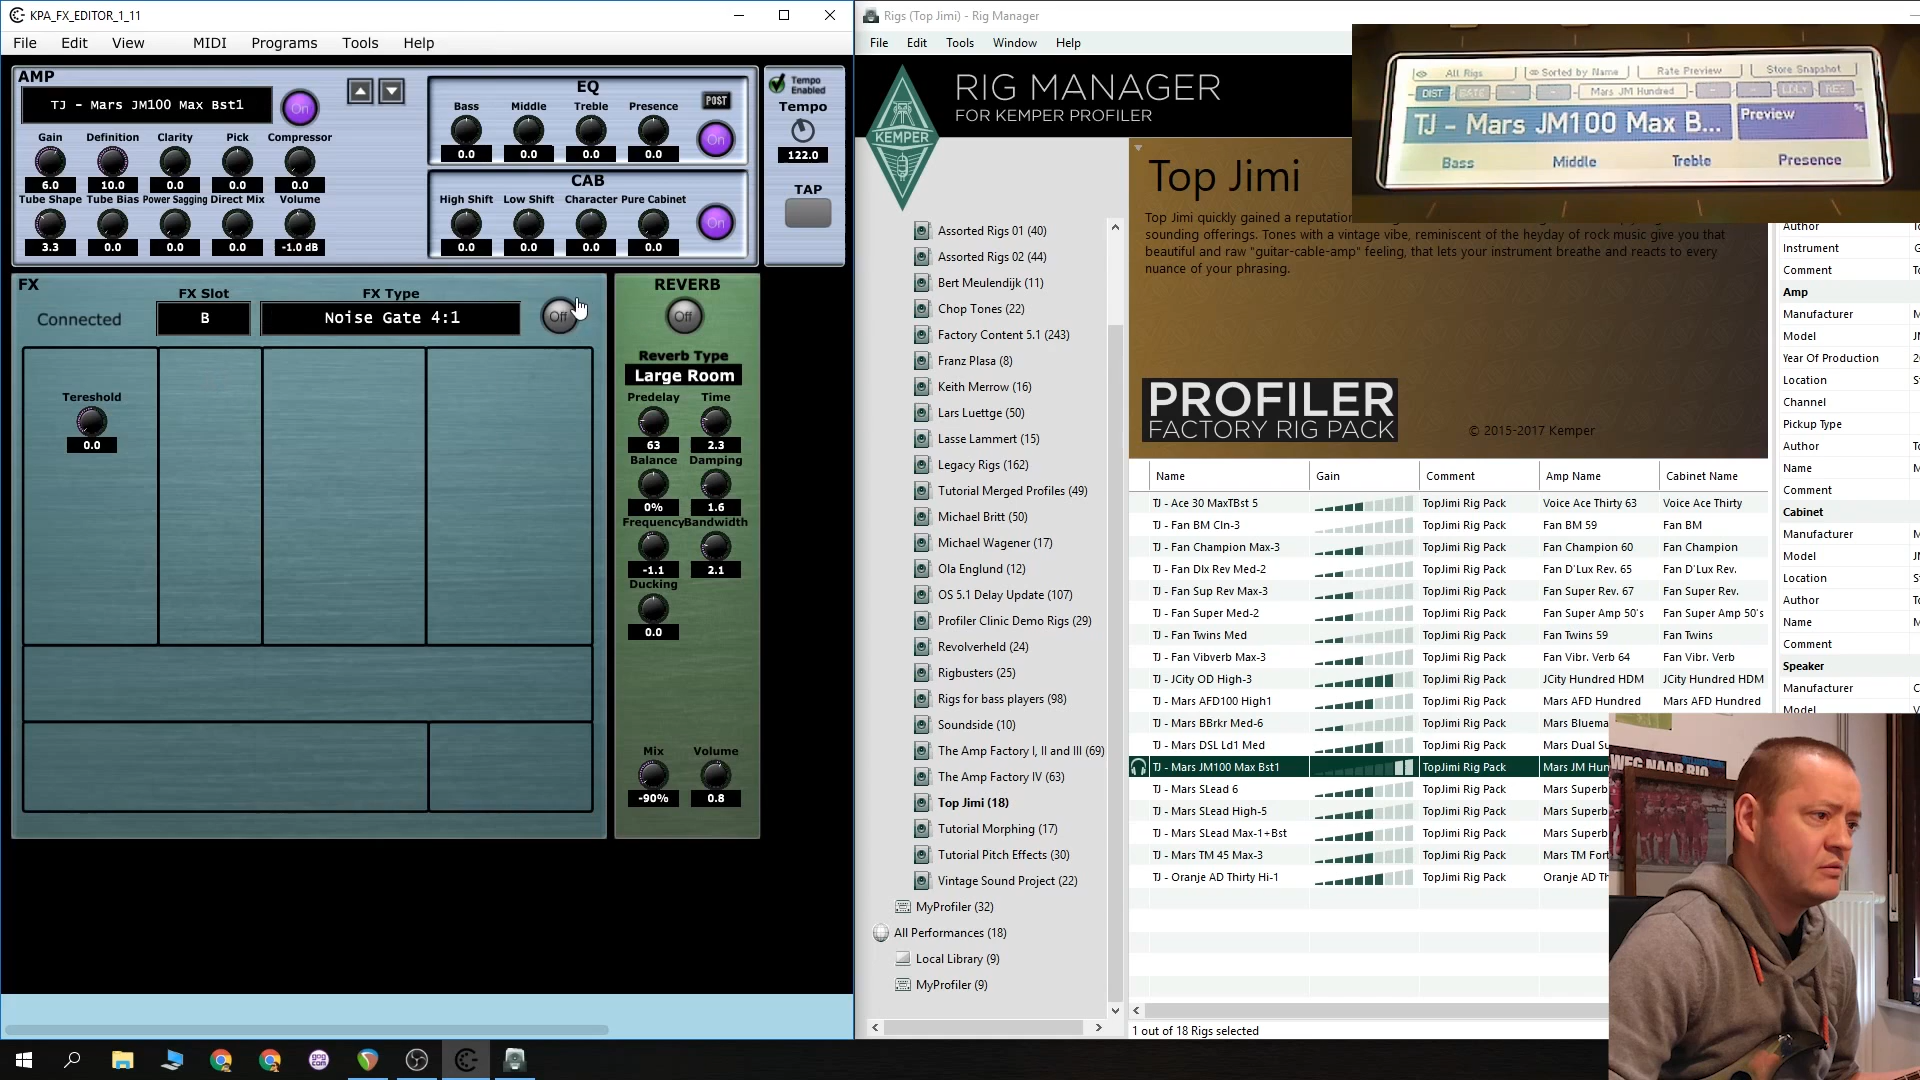 KPA_FX_EDITOR_1_11
File Edit View MIDI Programs Tools Help
AMP
TJ - Mars JM100 Max Bst1
On
Gain Definition Clarity Pick Compressor
6.0 10.0 0.0 0.0 0.0
Tube Shape Tube Bias Power Sagging Direct Mix Volume
3.3 0.0 0.0 0.0 -1.0 dB
EQ
Bass Middle Treble Presence
POST
On
0.0 0.0 0.0 0.0
CAB
High Shift Low Shift Character Pure Cabinet
On
0.0 0.0 0.0 0.0
Tempo Enabled
Tempo
122.0
TAP
FX
Connected
FX Slot
B
FX Type
Noise Gate 4:1
Off
Tereshold
0.0
REVERB
Off
Reverb Type
Large Room
Predelay Time
63 2.3
Balance Damping
0% 1.6
Frequency Bandwidth
-1.1 2.1
Ducking
0.0
Mix Volume
-90% 0.8
Rigs (Top Jimi) - Rig Manager
File Edit Tools Window Help
KEMPER
RIG MANAGER
FOR KEMPER PROFILER
Assorted Rigs 01 (40)
Assorted Rigs 02 (44)
Bert Meulendijk (11)
Chop Tones (22)
Factory Content 5.1 (243)
Franz Plasa (8)
Keith Merrow (16)
Lars Luettge (50)
Lasse Lammert (15)
Legacy Rigs (162)
Tutorial Merged Profiles (49)
Michael Britt (50)
Michael Wagener (17)
Ola Englund (12)
OS 5.1 Delay Update (107)
Profiler Clinic Demo Rigs (29)
Revolverheld (24)
Rigbusters (25)
Rigs for bass players (98)
Soundside (10)
The Amp Factory I, II and III (69)
The Amp Factory IV (63)
Top Jimi (18)
Tutorial Morphing (17)
Tutorial Pitch Effects (30)
Vintage Sound Project (22)
MyProfiler (32)
All Performances (18)
Local Library (9)
MyProfiler (9)
Top Jimi
Top Jimi quickly gained a reputation
sounding offerings. Tones with a vintage vibe, reminiscent of the heyday of rock music give you that
beautiful and raw "guitar-cable-amp" feeling, that lets your instrument breathe and reacts to every
nuance of your phrasing.
PROFILER
FACTORY RIG PACK
© 2015-2017 Kemper
All Rigs Sorted by Name Rate Preview Store Snapshot
DIST GATE Mars JM Hundred DLY REV
TJ - Mars JM100 Max B... Preview
Bass Middle Treble Presence
Name Gain Comment Amp Name Cabinet Name
TJ - Ace 30 MaxTBst 5 TopJimi Rig Pack Voice Ace Thirty 63 Voice Ace Thirty
TJ - Fan BM Cln-3 TopJimi Rig Pack Fan BM 59 Fan BM
TJ - Fan Champion Max-3 TopJimi Rig Pack Fan Champion 60 Fan Champion
TJ - Fan Dlx Rev Med-2 TopJimi Rig Pack Fan D'Lux Rev. 65 Fan D'Lux Rev.
TJ - Fan Sup Rev Max-3 TopJimi Rig Pack Fan Super Rev. 67 Fan Super Rev.
TJ - Fan Super Med-2 TopJimi Rig Pack Fan Super Amp 50's Fan Super Amp 50's
TJ - Fan Twins Med TopJimi Rig Pack Fan Twins 59 Fan Twins
TJ - Fan Vibverb Max-3 TopJimi Rig Pack Fan Vibr. Verb 64 Fan Vibr. Verb
TJ - JCity OD High-3 TopJimi Rig Pack JCity Hundred HDM JCity Hundred HDM
TJ - Mars AFD100 High1 TopJimi Rig Pack Mars AFD Hundred Mars AFD Hundred
TJ - Mars BBrkr Med-6 TopJimi Rig Pack Mars Bluema
TJ - Mars DSL Ld1 Med TopJimi Rig Pack Mars Dual Su
TJ - Mars JM100 Max Bst1 TopJimi Rig Pack Mars JM Hun
TJ - Mars SLead 6 TopJimi Rig Pack Mars Superb
TJ - Mars SLead High-5 TopJimi Rig Pack Mars Superb
TJ - Mars SLead Max-1+Bst TopJimi Rig Pack Mars Superb
TJ - Mars TM 45 Max-3 TopJimi Rig Pack Mars TM Fort
TJ - Oranje AD Thirty Hi-1 TopJimi Rig Pack Oranje AD Th
1 out of 18 Rigs selected
Author
Instrument
Comment
Amp
Manufacturer
Model
Year Of Production
Location
Channel
Pickup Type
Author
Name
Comment
Cabinet
Manufacturer
Model
Location
Author
Name
Comment
Speaker
Manufacturer
Model
WEG NAAR RIO
gog com